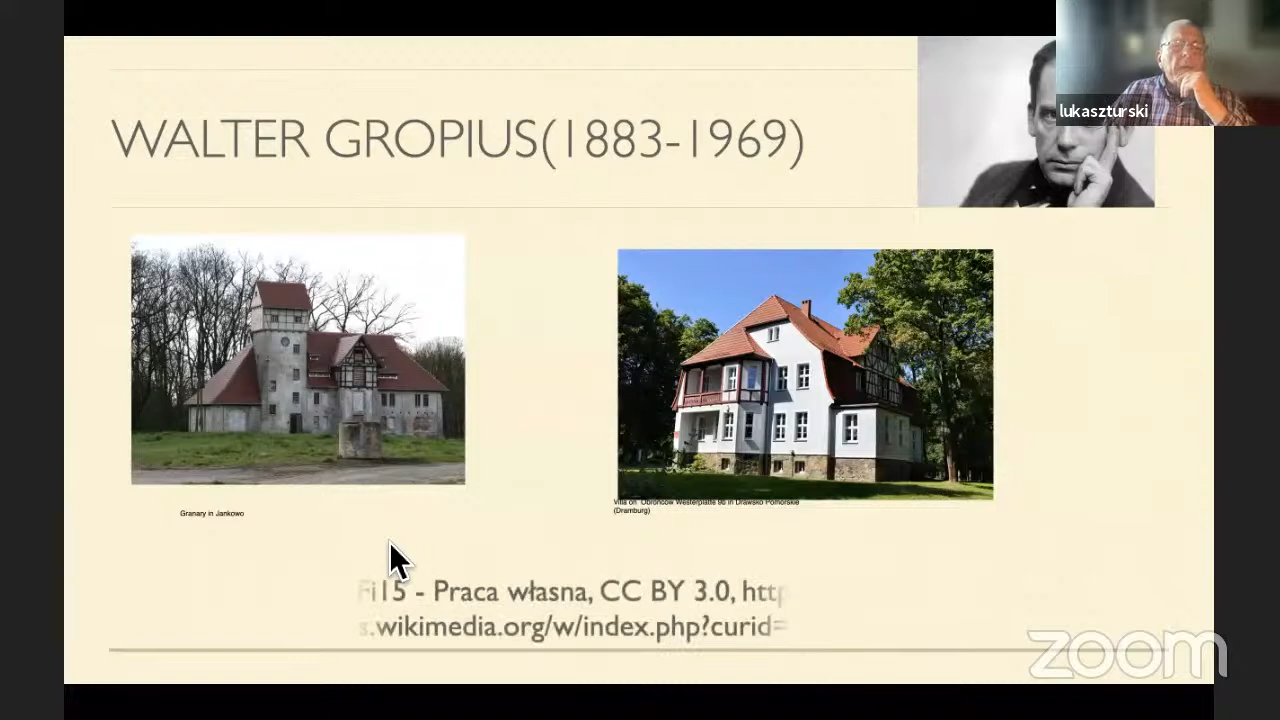 lukaszturski
WALTER GROPIUS(1883-1969)
Granary in Jankowo
Villa on Obrońców Westerplatte 9b in Drawsko Pomorskie
(Dramburg)
Fi15 - Praca własna, CC BY 3.0, http
s.wikimedia.org/w/index.php?curid=
zoom